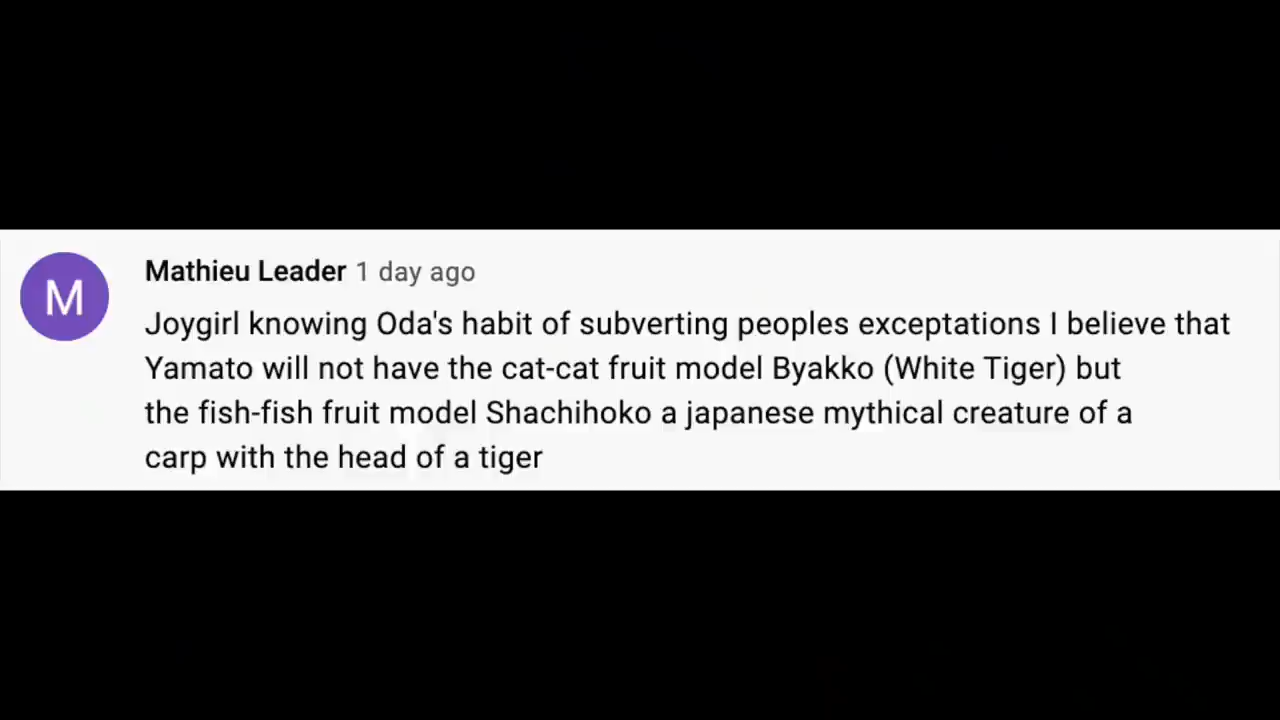 M
Mathieu Leader 1 day ago
Joygirl knowing Oda's habit of subverting peoples exceptations I believe that
Yamato will not have the cat-cat fruit model Byakko (White Tiger) but
the fish-fish fruit model Shachihoko a japanese mythical creature of a
carp with the head of a tiger